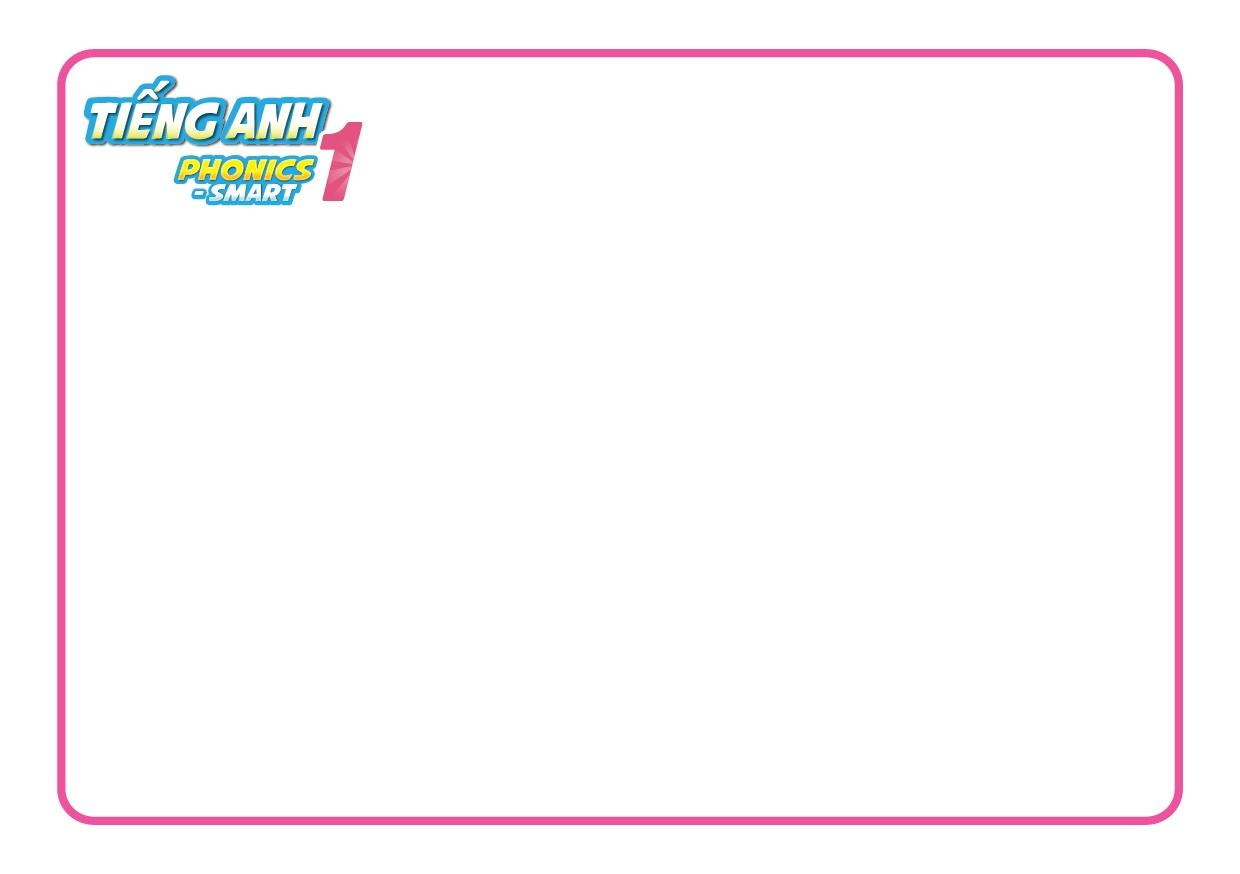 TIẾNG ANH 1
PHONICS
- SMART